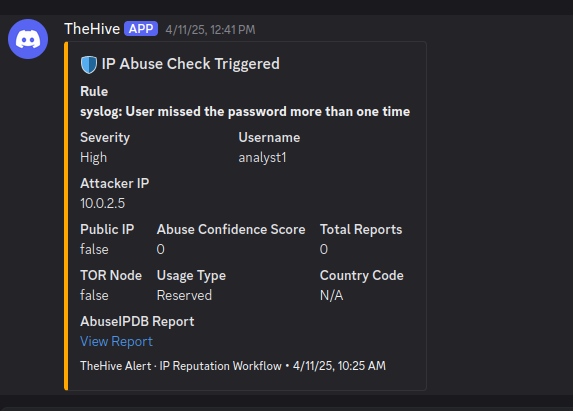 TheHive APP 4/11/25, 12:41 PM
IP Abuse Check Triggered
Rule
syslog: User missed the password more than one time
Severity Username
High analyst1
Attacker IP
10.0.2.5
Public IP Abuse Confidence Score Total Reports
false 0 0
TOR Node Usage Type Country Code
false Reserved N/A
AbuseIPDB Report
View Report
TheHive Alert · IP Reputation Workflow • 4/11/25, 10:25 AM